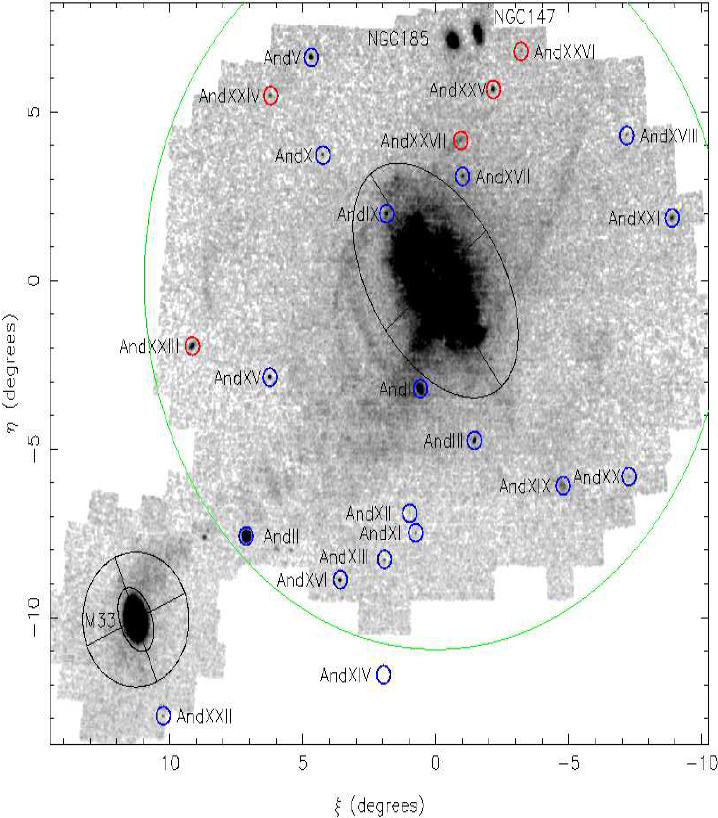 NGC147
NGC185
AndV
AndXXVI
AndXXIV
AndXXV
AndXXVII
AndXVIII
AndX
AndXVII
AndIX
AndXXI
AndXXIII
AndXV
AndI
AndIII
AndXIX
AndXX
AndXII
AndXI
AndII
AndXIII
AndXVI
M33
AndXIV
AndXXII
5
0
−5
−10
η (degrees)
10
5
0
−5
−10
ξ (degrees)